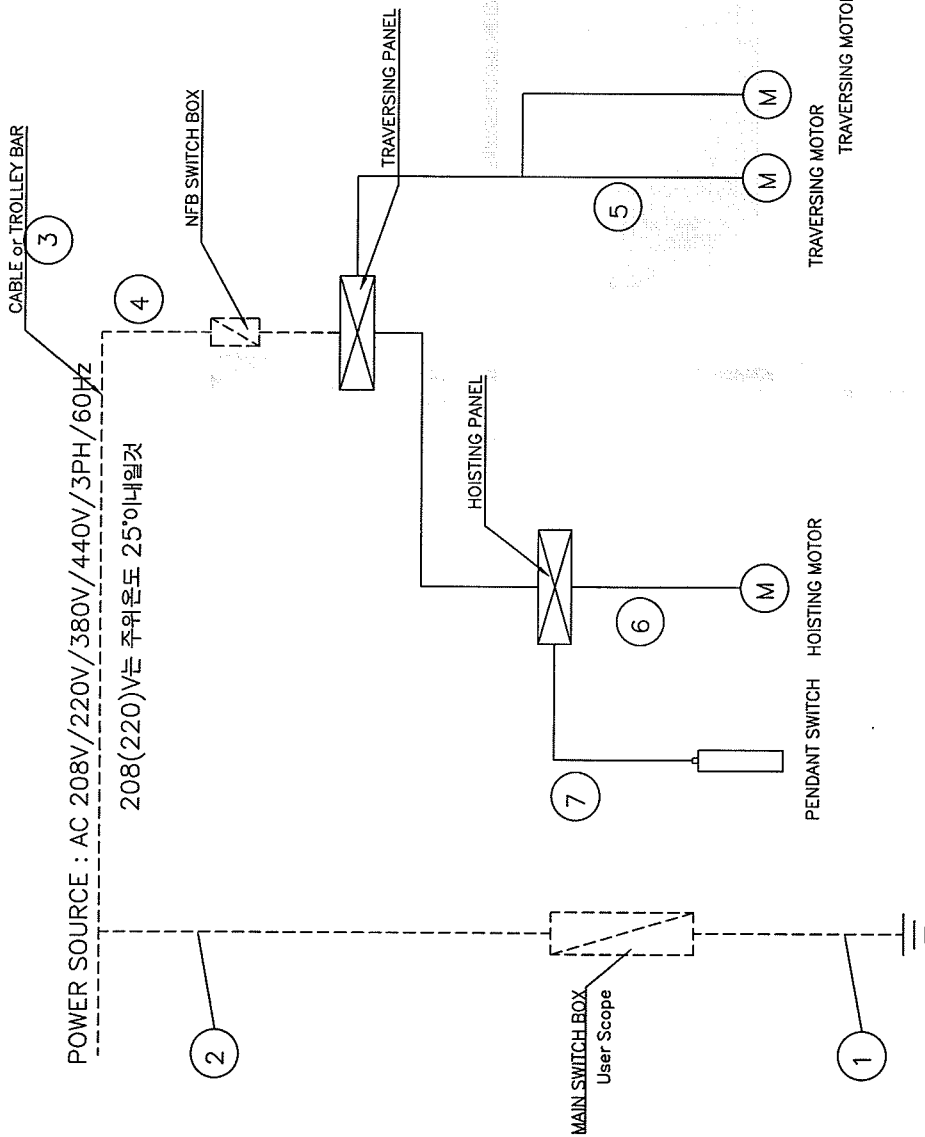 POWER SOURCE : AC 208V/220V/380V/440V/3PH/60HZ
208(220)V는 주위온도 25°이내일것
CABLE or TROLLEY BAR
3
4
NFB SWITCH BOX
TRAVERSING PANEL
2
HOISTING PANEL
5
6
7
M
M
M
TRAVERSING MOTOR
TRAVERSING MOTOR
PENDANT SWITCH
HOISTING MOTOR
MAIN SWITCH BOX
User Scope
1